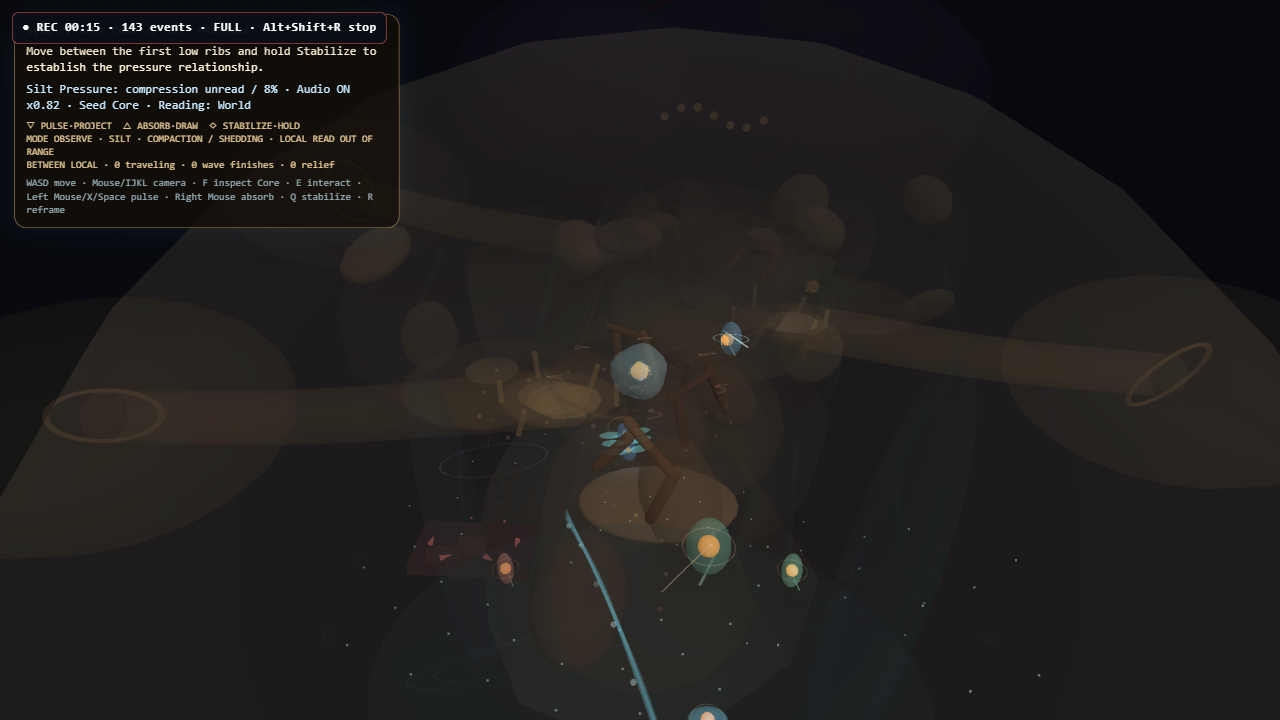 ● REC 00:15 · 143 events · FULL · Alt+Shift+R stop
Move between the first low ribs and hold Stabilize to
establish the pressure relationship.
Silt Pressure: compression unread / 8% · Audio ON
x0.82 · Seed Core · Reading: World
▽ PULSE·PROJECT △ ABSORB·DRAW ◇ STABILIZE·HOLD
MODE OBSERVE · SILT · COMPACTION / SHEDDING · LOCAL READ OUT OF
RANGE
BETWEEN LOCAL · 0 traveling · 0 wave finishes · 0 relief
WASD move · Mouse/IJKL camera · F inspect Core · E interact ·
Left Mouse/X/Space pulse · Right Mouse absorb · Q stabilize · R
reframe